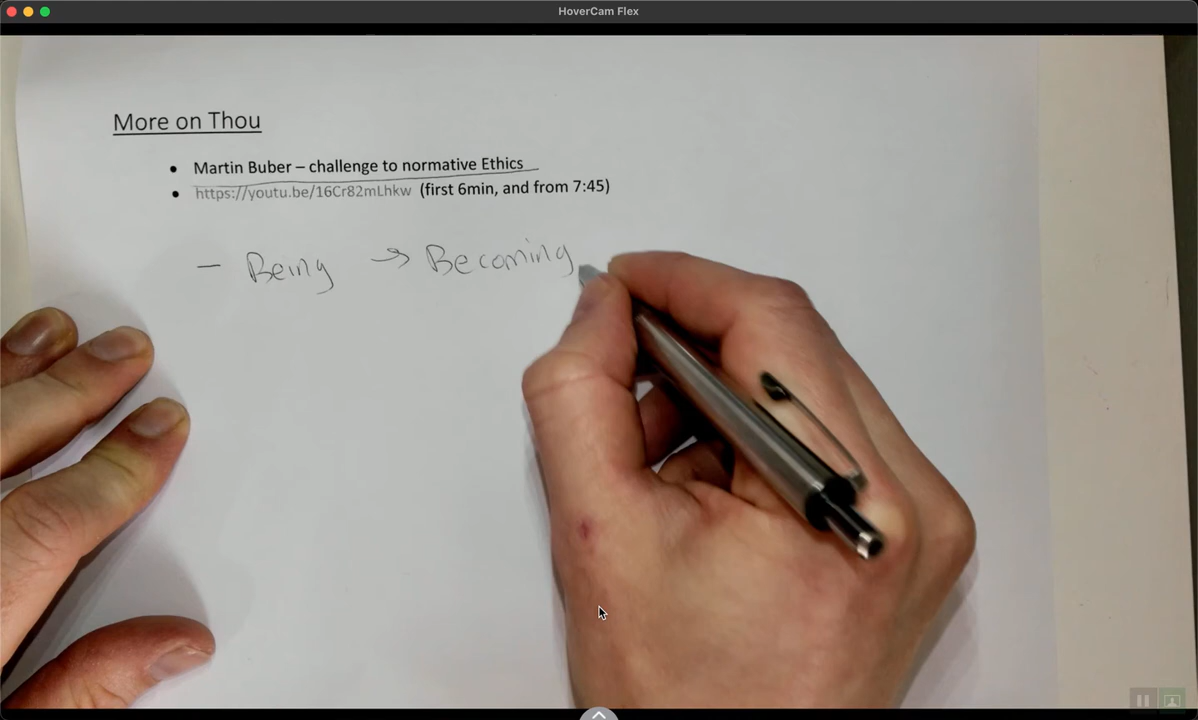 HoverCam Flex
More on Thou
• Martin Buber – challenge to normative Ethics
• https://youtu.be/16Cr82mLhkw (first 6min, and from 7:45)
– Being → Becoming